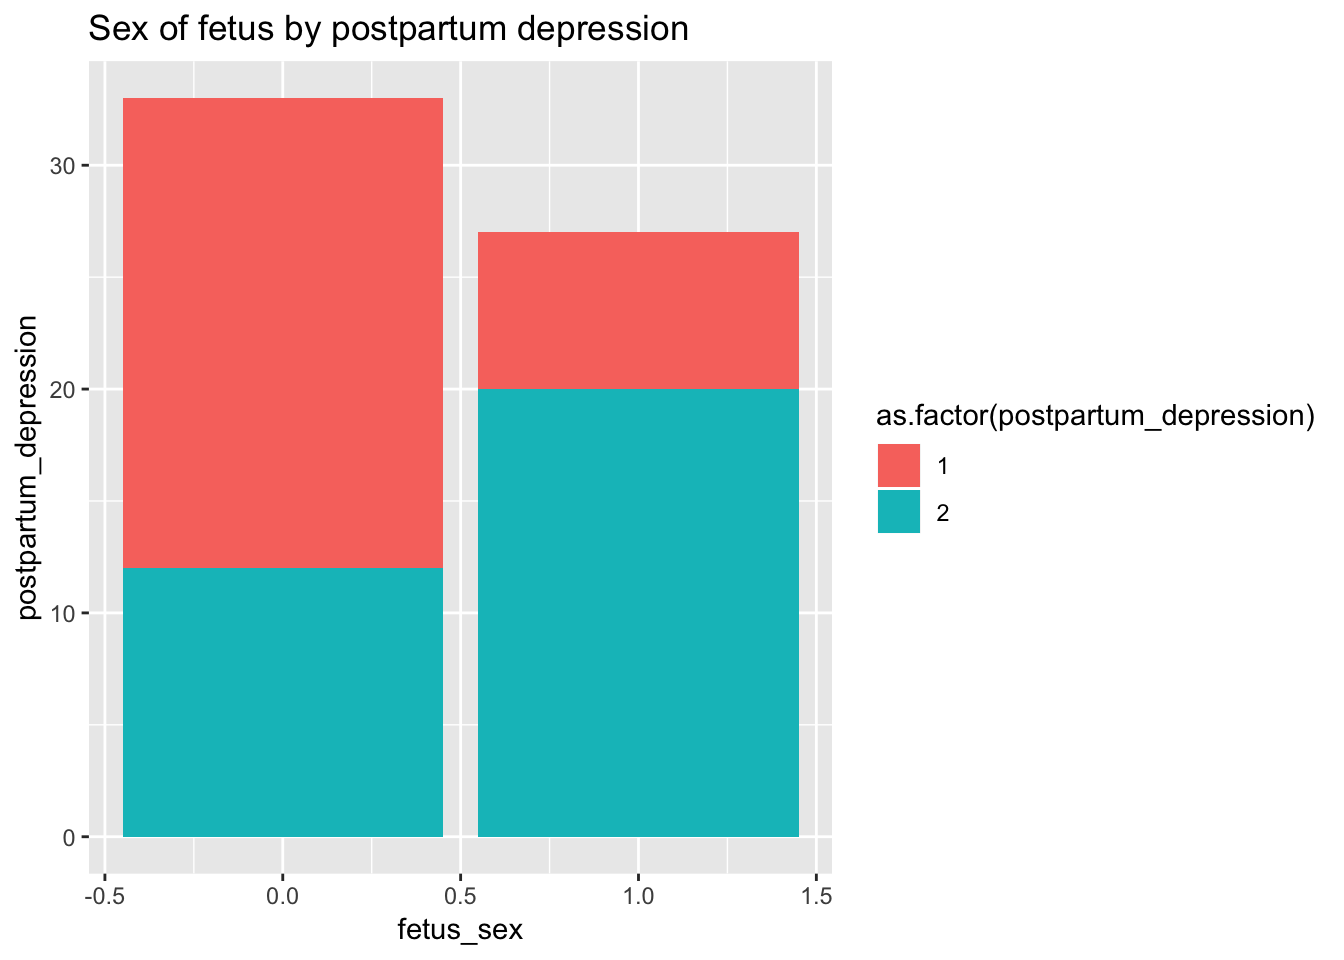 Sex of fetus by postpartum depression
postpartum_depression
30
20
10
0
-0.5
0.0
0.5
1.0
1.5
fetus_sex
as.factor(postpartum_depression)
1
2